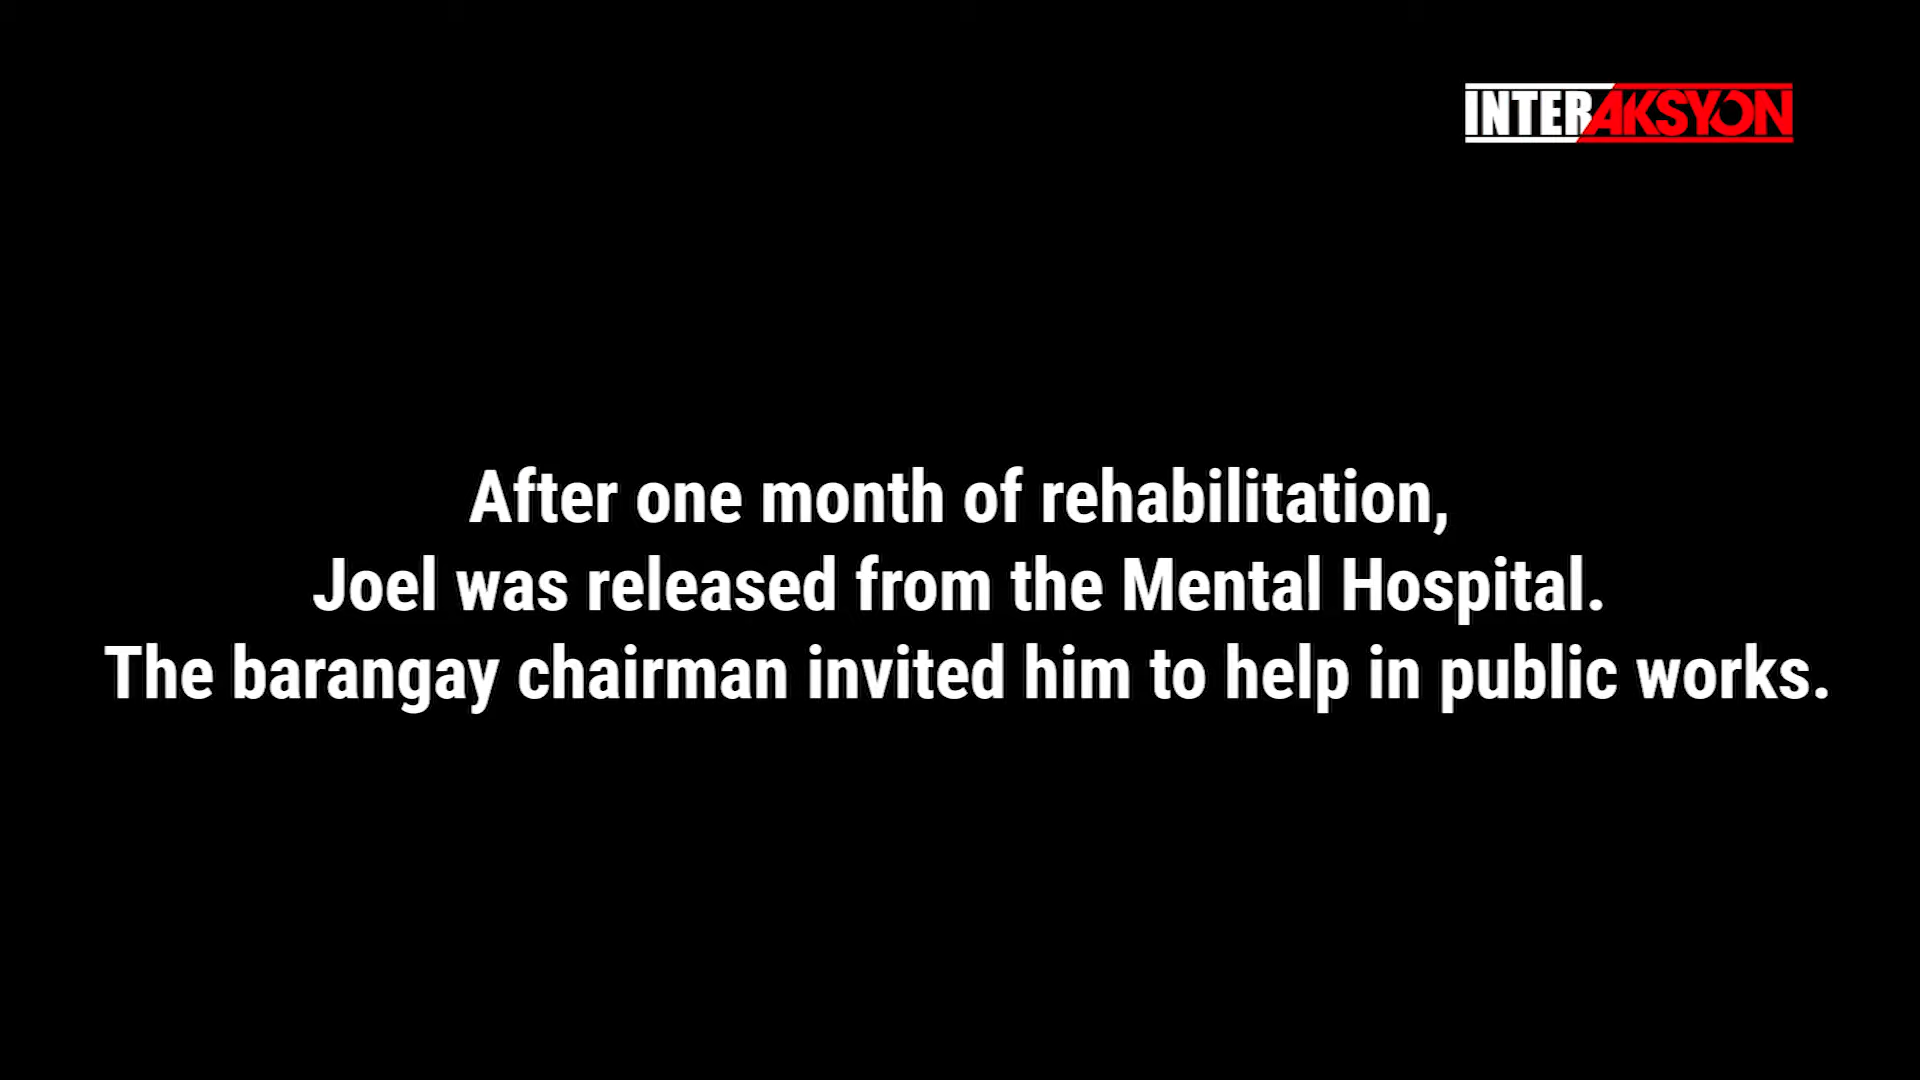 INTERAKSYON
After one month of rehabilitation,
Joel was released from the Mental Hospital.
The barangay chairman invited him to help in public works.